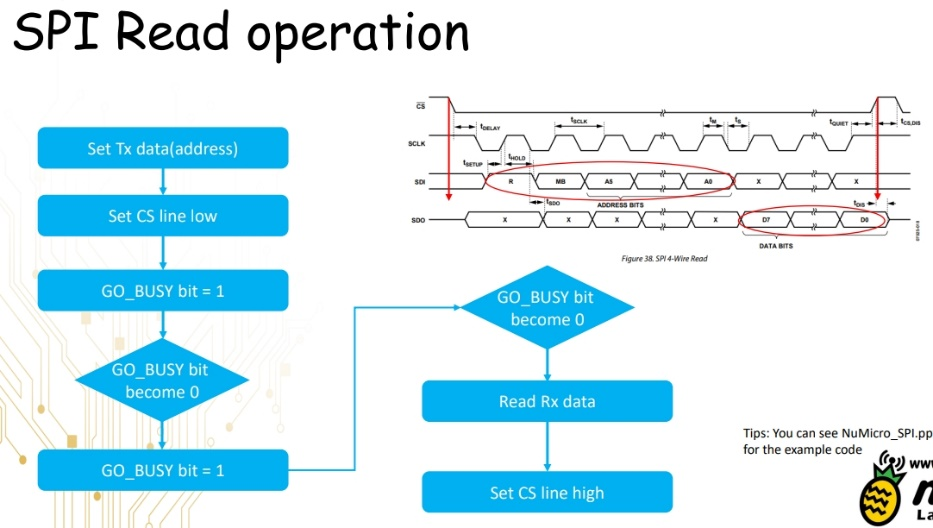 SPI Read operation
Set Tx data(address)
Set CS line low
GO_BUSY bit = 1
GO_BUSY bit
become 0
GO_BUSY bit = 1
GO_BUSY bit
become 0
Read Rx data
Set CS line high
CS
tDELAY
tSCLK
tM
tS
tQUIET
tCS,DIS
SCLK
tSETUP
tHOLD
SDI
R
MB
A5
A0
X
X
tSDO
ADDRESS BITS
tDIS
SDO
X
X
X
X
D7
D0
DATA BITS
Figure 38. SPI 4-Wire Read
Tips: You can see NuMicro_SPI.pp
for the example code
www
La